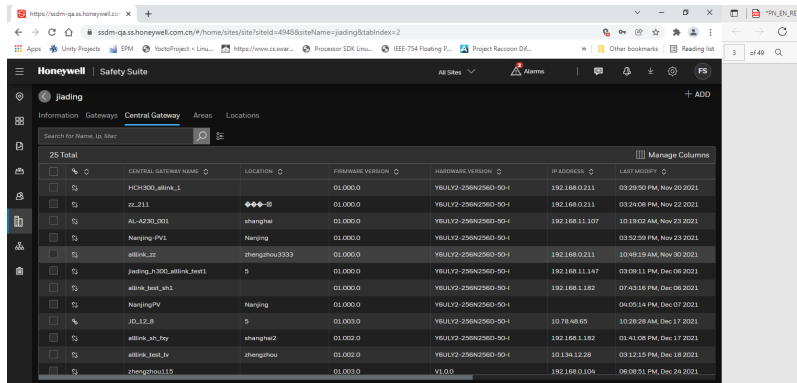 https://ssdm-qa.ss.honeywell.cor
ssdm-qa.ss.honeywell.com.cn/#/home/sites/site?siteId=4948&siteName=jiading&tabIndex=2
Apps Unity Projects EPM YoctoProject < Linu... https://www.cs.swar... Processor SDK Linu... IEEE-754 Floating P... Project Raccoon Dif... » Other bookmarks Reading list
*PN_EN_RE
3 of 49
Honeywell | Safety Suite All Sites Alarms FS
jiading + ADD
Information Gateways Central Gateway Areas Locations
Search for Name, Ip, Mac
25 Total Manage Columns
CENTRAL GATEWAY NAME LOCATION FIRMWARE VERSION HARDWARE VERSION IP ADDRESS LAST MODIFY
HCH300_allink_1 01.000.0 Y6ULY2-256N256D-50-I 192.168.0.211 03:29:50 PM, Nov 20 2021
zz_211 01.000.0 Y6ULY2-256N256D-50-I 192.168.0.211 03:24:08 PM, Nov 22 2021
AL-A230_001 shanghai 01.000.0 Y6ULY2-256N256D-50-I 192.168.11.107 10:19:02 AM, Nov 23 2021
Nanjing-PV1 Nanjing 01.000.0 Y6ULY2-256N256D-50-I 03:52:59 PM, Nov 23 2021
alllink_zz zhengzhou3333 01.000.0 Y6ULY2-256N256D-50-I 192.168.0.211 10:49:19 AM, Nov 30 2021
jiading_h300_alllink_test1 5 01.000.0 Y6ULY2-256N256D-50-I 192.168.11.147 03:09:11 PM, Dec 06 2021
allink_test_sh1 01.000.0 Y6ULY2-256N256D-50-I 192.168.1.182 07:43:16 PM, Dec 06 2021
NanjingPV Nanjing 01.000.0 Y6ULY2-256N256D-50-I 04:05:14 PM, Dec 07 2021
JD_12_8 5 01.003.0 Y6ULY2-256N256D-50-I 10.78.48.65 10:28:28 AM, Dec 17 2021
alllink_sh_fxy shanghai2 01.002.0 Y6ULY2-256N256D-50-I 192.168.1.182 01:41:08 PM, Dec 17 2021
alllink_test_lv zhengzhou 01.002.0 Y6ULY2-256N256D-50-I 10.134.12.28 03:12:15 PM, Dec 18 2021
zhengzhou115 01.003.0 V1.0.0 192.168.0.104 06:08:51 PM, Dec 24 2021